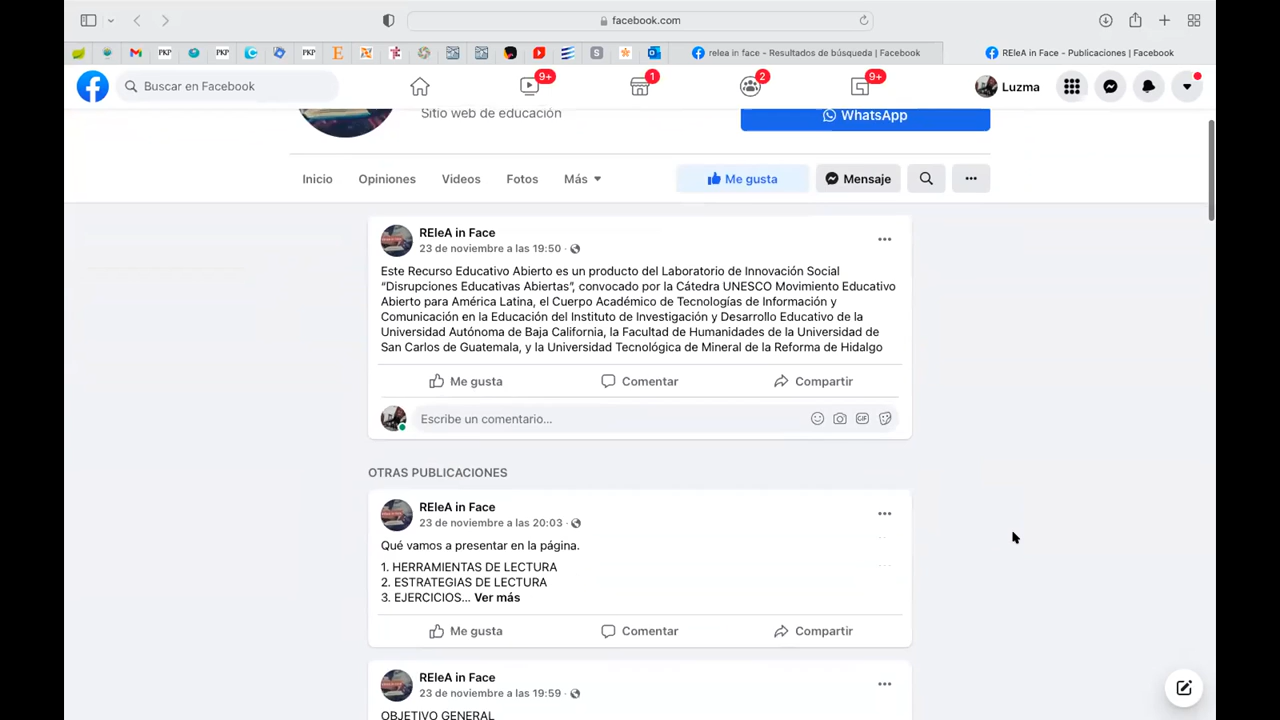 facebook.com
PKP
PKP
PKP
relea in face - Resultados de búsqueda | Facebook
REleA in Face - Publicaciones | Facebook
Buscar en Facebook
9+
1
2
9+
Luzma
Sitio web de educación
WhatsApp
Inicio
Opiniones
Videos
Fotos
Más
Me gusta
Mensaje
REleA in Face
23 de noviembre a las 19:50
Este Recurso Educativo Abierto es un producto del Laboratorio de Innovación Social
“Disrupciones Educativas Abiertas”, convocado por la Cátedra UNESCO Movimiento Educativo
Abierto para América Latina, el Cuerpo Académico de Tecnologías de Información y
Comunicación en la Educación del Instituto de Investigación y Desarrollo Educativo de la
Universidad Autónoma de Baja California, la Facultad de Humanidades de la Universidad de
San Carlos de Guatemala, y la Universidad Tecnológica de Mineral de la Reforma de Hidalgo
Me gusta
Comentar
Compartir
Escribe un comentario...
GIF
OTRAS PUBLICACIONES
REleA in Face
23 de noviembre a las 20:03
Qué vamos a presentar en la página.
1. HERRAMIENTAS DE LECTURA
2. ESTRATEGIAS DE LECTURA
3. EJERCICIOS... Ver más
Me gusta
Comentar
Compartir
REleA in Face
23 de noviembre a las 19:59
OBJETIVO GENERAL